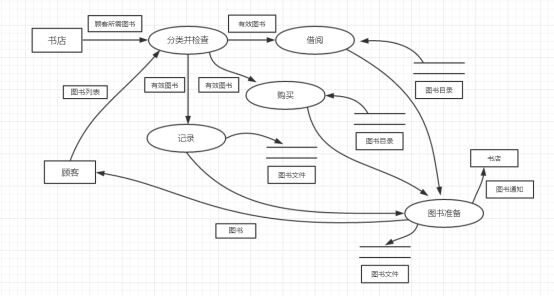 顾客所需图书
有效图书
书店
分类并检查
借阅
有效图书
有效图书
图书列表
购买
图书目录
记录
图书目录
书店
顾客
图书文件
图书通知
图书准备
图书
图书文件